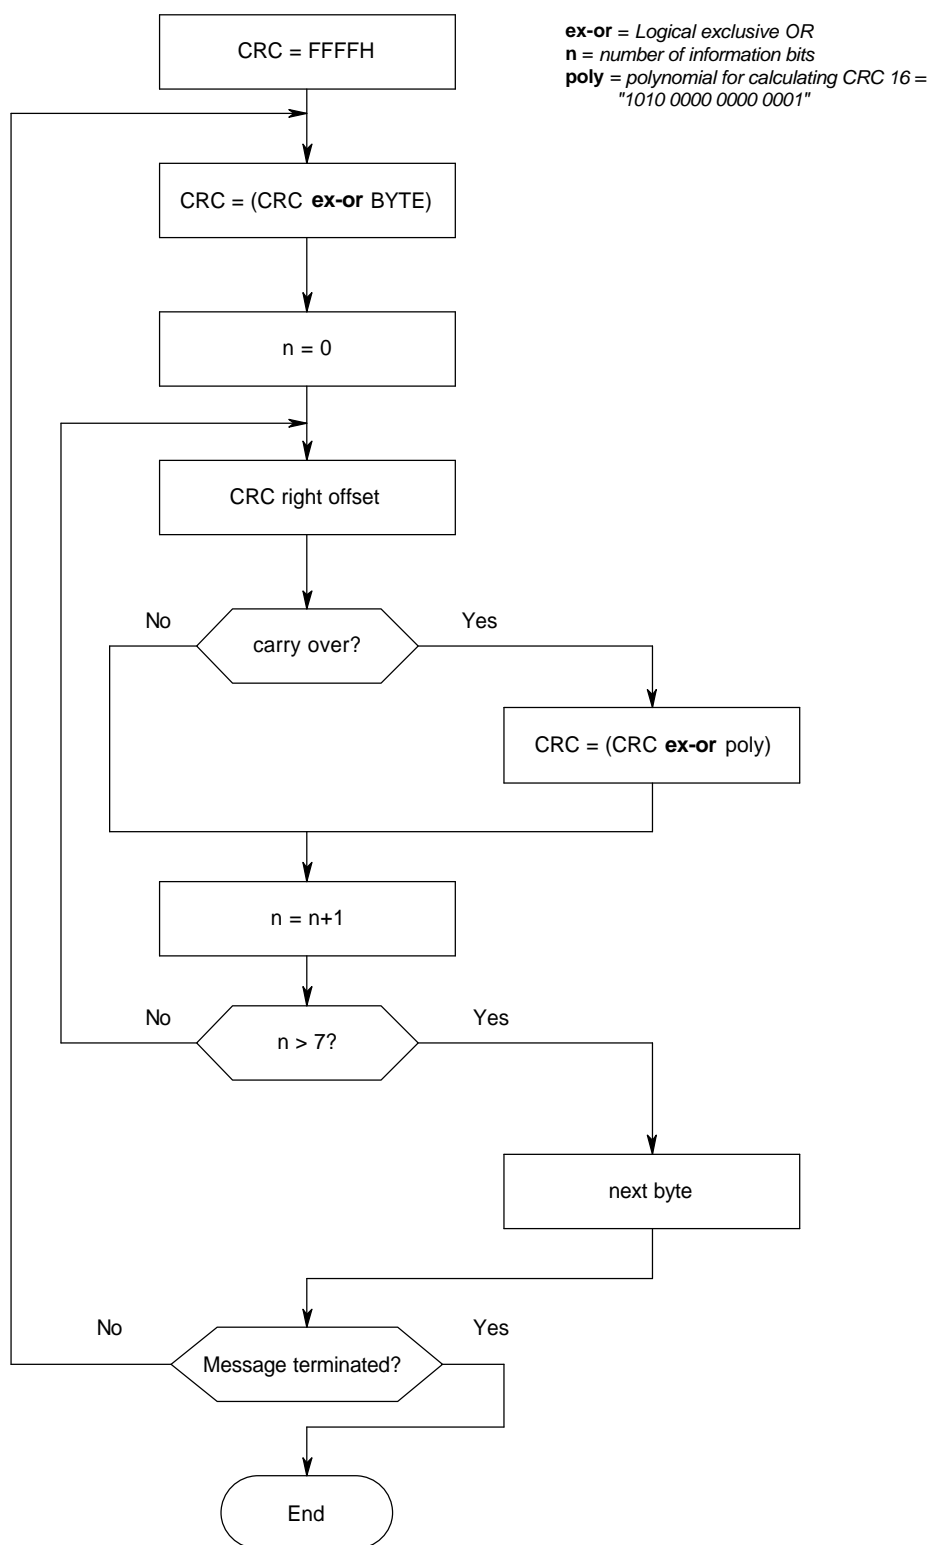 CRC = FFFFH
ex-or = Logical exclusive OR
n = number of information bits
poly = polynomial for calculating CRC 16 =
"1010 0000 0000 0001"
CRC = (CRC ex-or BYTE)
n = 0
CRC right offset
No
Yes
carry over?
CRC = (CRC ex-or poly)
n = n+1
No
Yes
n > 7?
next byte
No
Yes
Message terminated?
End